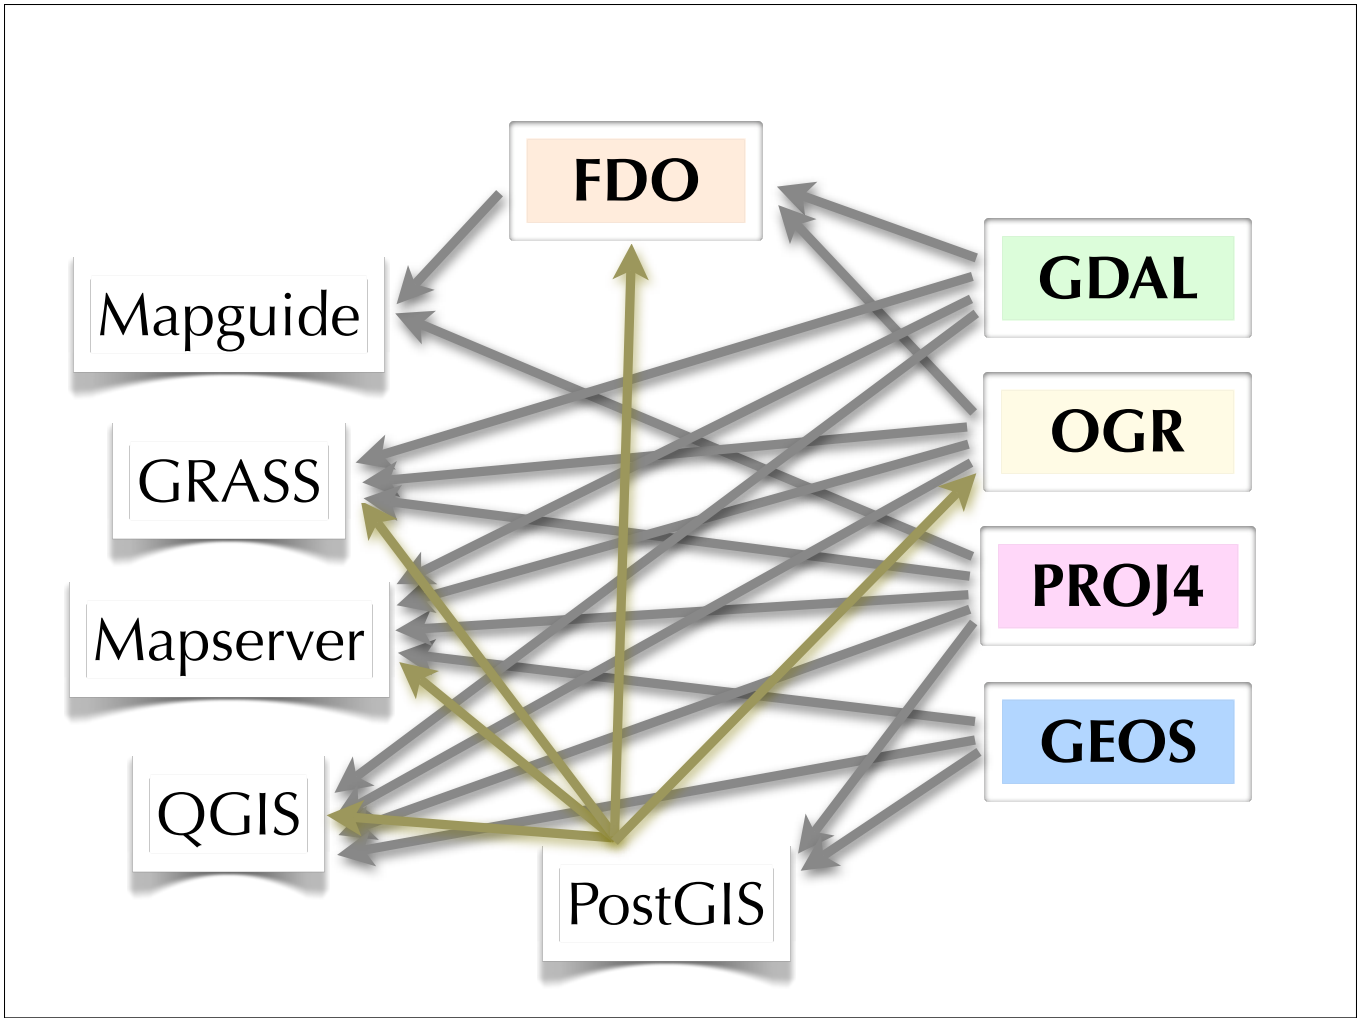 FDO
GDAL
Mapguide
OGR
GRASS
PROJ4
Mapserver
GEOS
QGIS
PostGIS